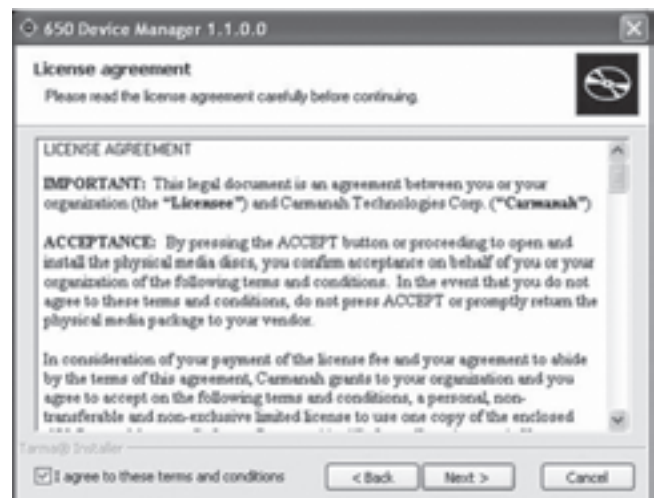 650 Device Manager 1.1.0.0
License agreement
Please read the license agreement carefully before continuing.
LICENSE AGREEMENT
IMPORTANT: This legal document is an agreement between you or your
organization (the "Licensee") and Carmanah Technologies Corp. ("Carmanah")
ACCEPTANCE: By pressing the ACCEPT button or proceeding to open and
install the physical media discs, you confirm acceptance on behalf of you or your
organization of the following terms and conditions. In the event that you do not
agree to these terms and conditions, do not press ACCEPT or promptly return the
physical media package to your vendor.
In consideration of your payment of the license fee and your agreement to abide
by the terms of this agreement, Carmanah grants to your organization and you
agree to accept on the following terms and conditions, a personal, non-
transferable and non-exclusive limited license to use one copy of the enclosed
Tarma® Installer
I agree to these terms and conditions
< Back
Next >
Cancel